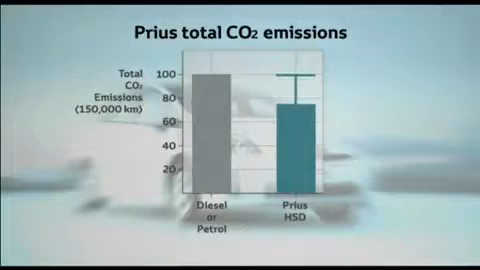 Prius total CO₂ emissions
Total
CO₂
Emissions
(150,000 km)
100
80
60
40
20
Diesel
or
Petrol
Prius
HSD